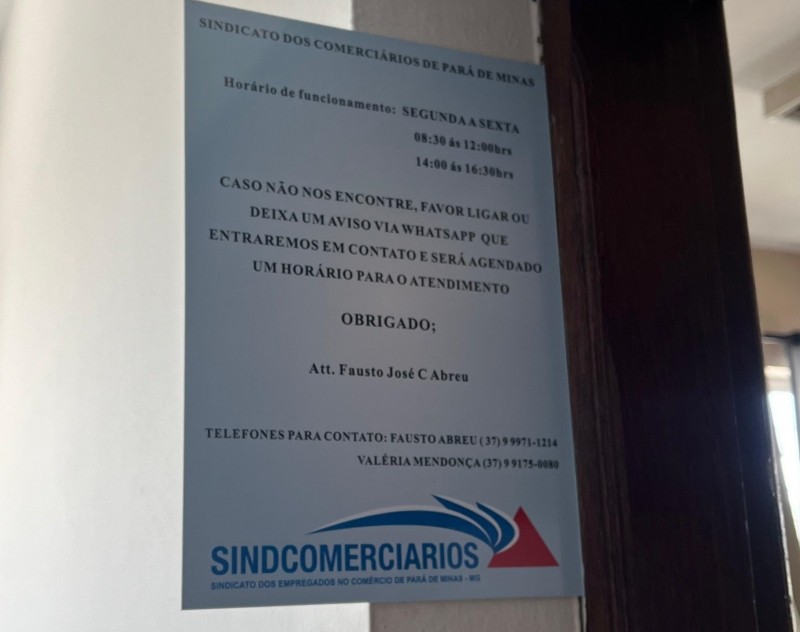 SINDICATO DOS COMERCIÁRIOS DE PARÁ DE MINAS
Horário de funcionamento: SEGUNDA A SEXTA
08:30 ás 12:00hrs
14:00 ás 16:30hrs
CASO NÃO NOS ENCONTRE, FAVOR LIGAR OU
DEIXA UM AVISO VIA WHATSAPP QUE
ENTRAREMOS EM CONTATO E SERÁ AGENDADO
UM HORÁRIO PARA O ATENDIMENTO
OBRIGADO;
Att. Fausto José C Abreu
TELEFONES PARA CONTATO: FAUSTO ABREU ( 37) 9 9971-1214
VALÉRIA MENDONÇA (37) 9 9175-0080
SINDCOMERCIARIOS
SINDICATO DOS EMPREGADOS NO COMÉRCIO DE PARÁ DE MINAS - MG